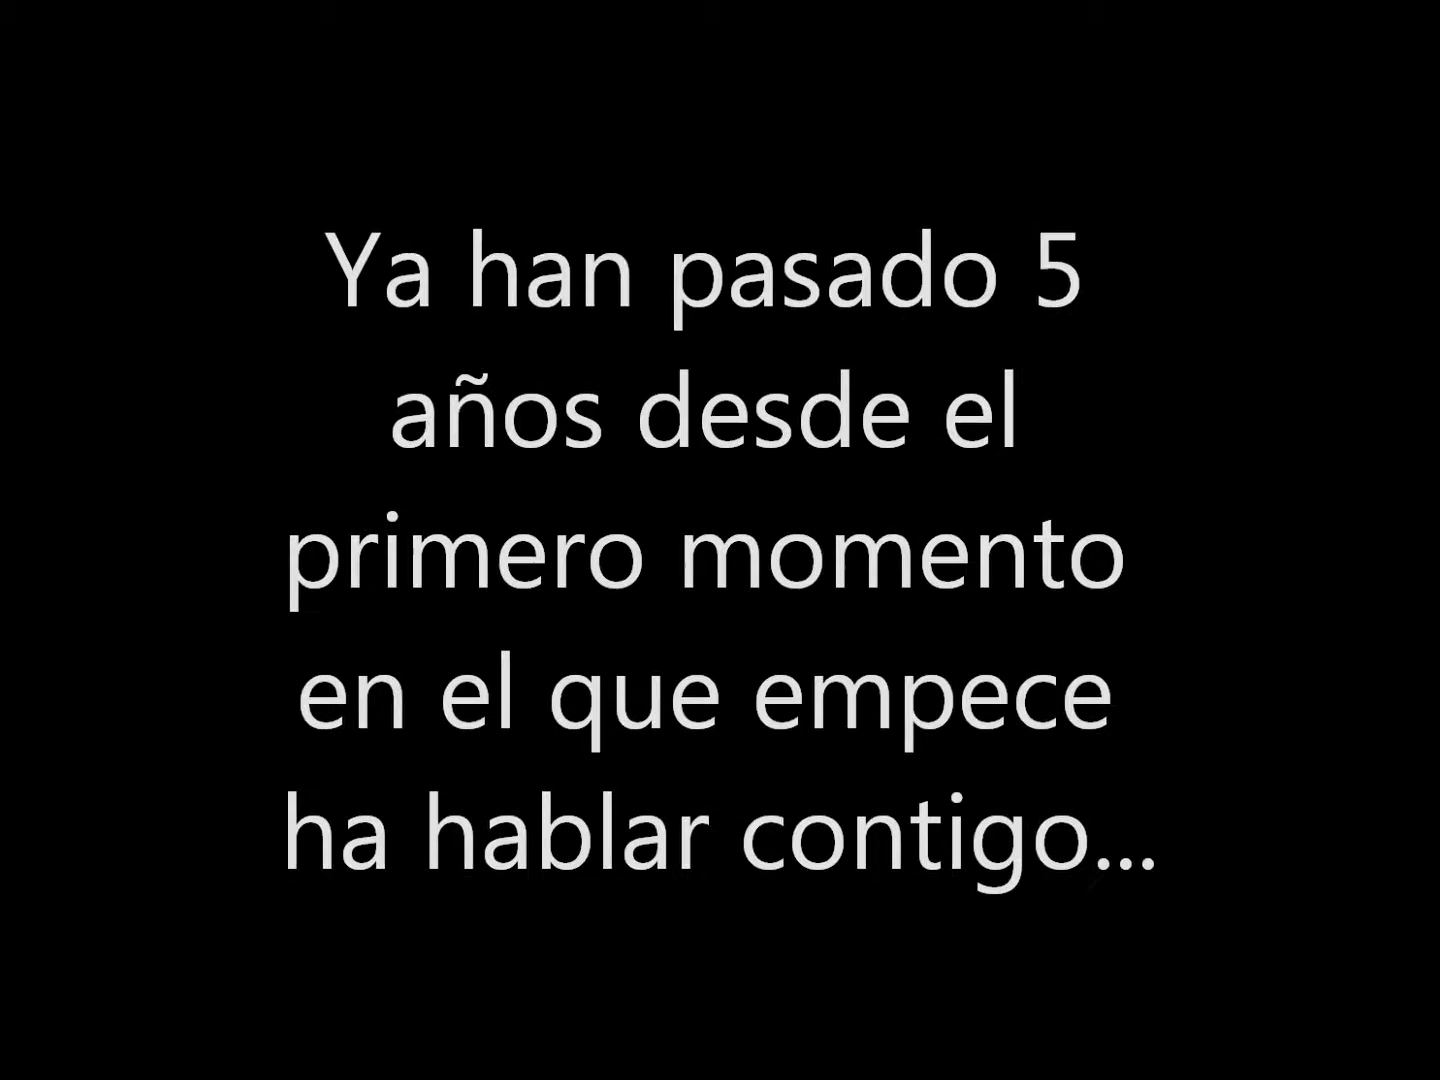 Ya han pasado 5
años desde el
primero momento
en el que empece
ha hablar contigo...